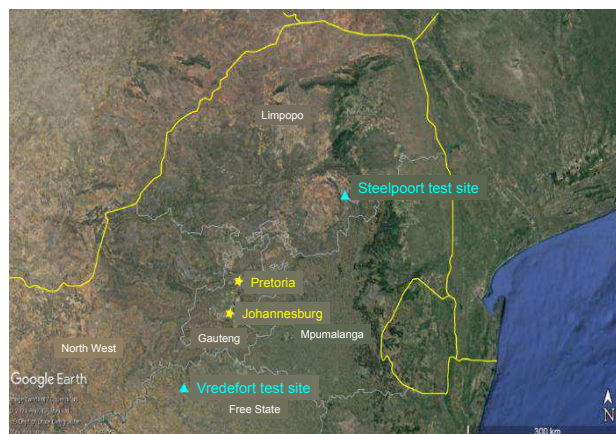 Limpopo
Steelpoort test site
Pretoria
Johannesburg
Gauteng
Mpumalanga
North West
Vredefort test site
Free State
Google Earth
N
300 km